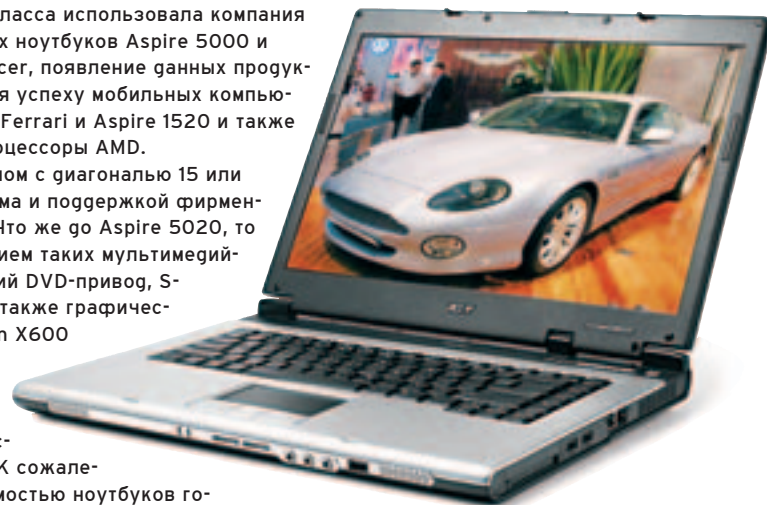 ласса использовала компания
х ноутбуков Aspire 5000 и
cer, появление данных продук-
я успеху мобильных компью-
Ferrari и Aspire 1520 и также
оцессоры AMD.
ном с диагональю 15 или
ма и поддержкой фирмен-
Что же до Aspire 5020, то
ием таких мультимедий-
ий DVD-привод, S-
также графичес-
n X600
с-
К сожале-
мостью ноутбуков го-
acer